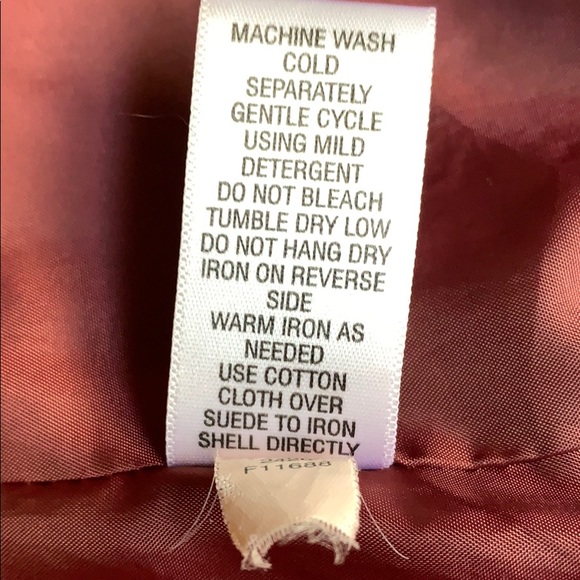 MACHINE WASH
COLD
SEPARATELY
GENTLE CYCLE
USING MILD
DETERGENT
DO NOT BLEACH
TUMBLE DRY LOW
DO NOT HANG DRY
IRON ON REVERSE
SIDE
WARM IRON AS
NEEDED
USE COTTON
CLOTH OVER
SUEDE TO IRON
SHELL DIRECTLY
F11688